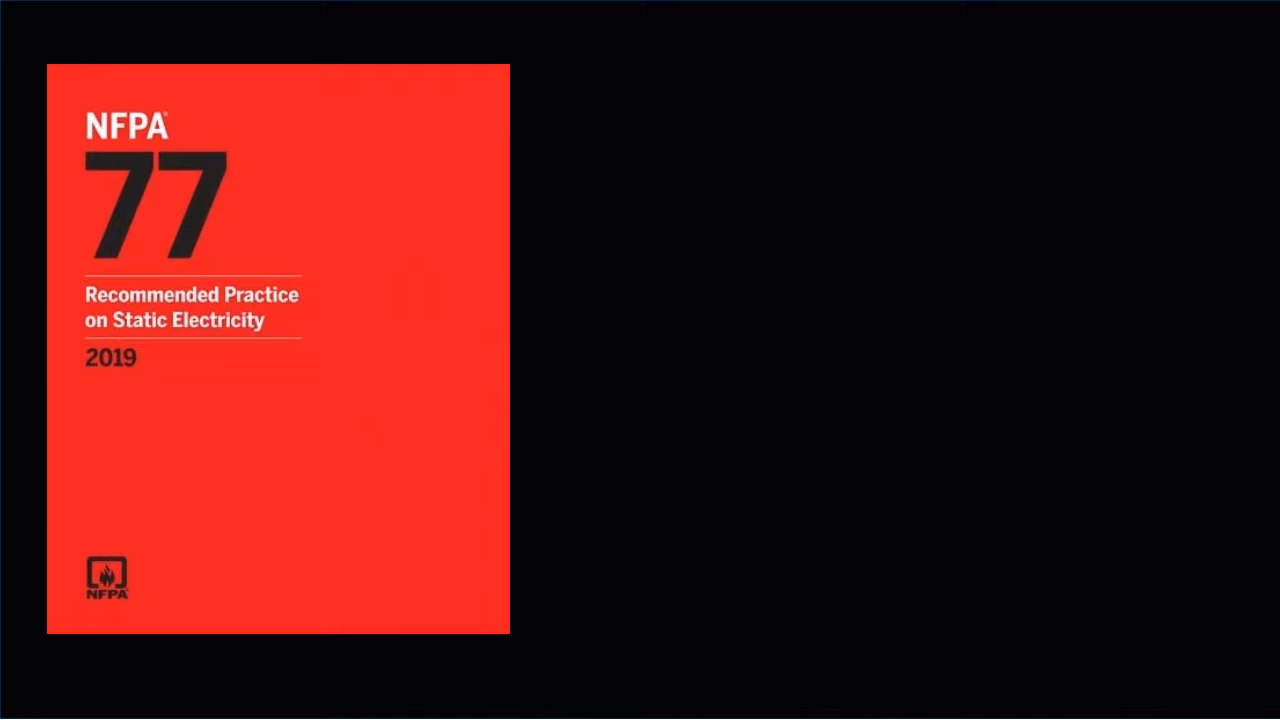 NFPA®
77
Recommended Practice
on Static Electricity
2019
NFPA